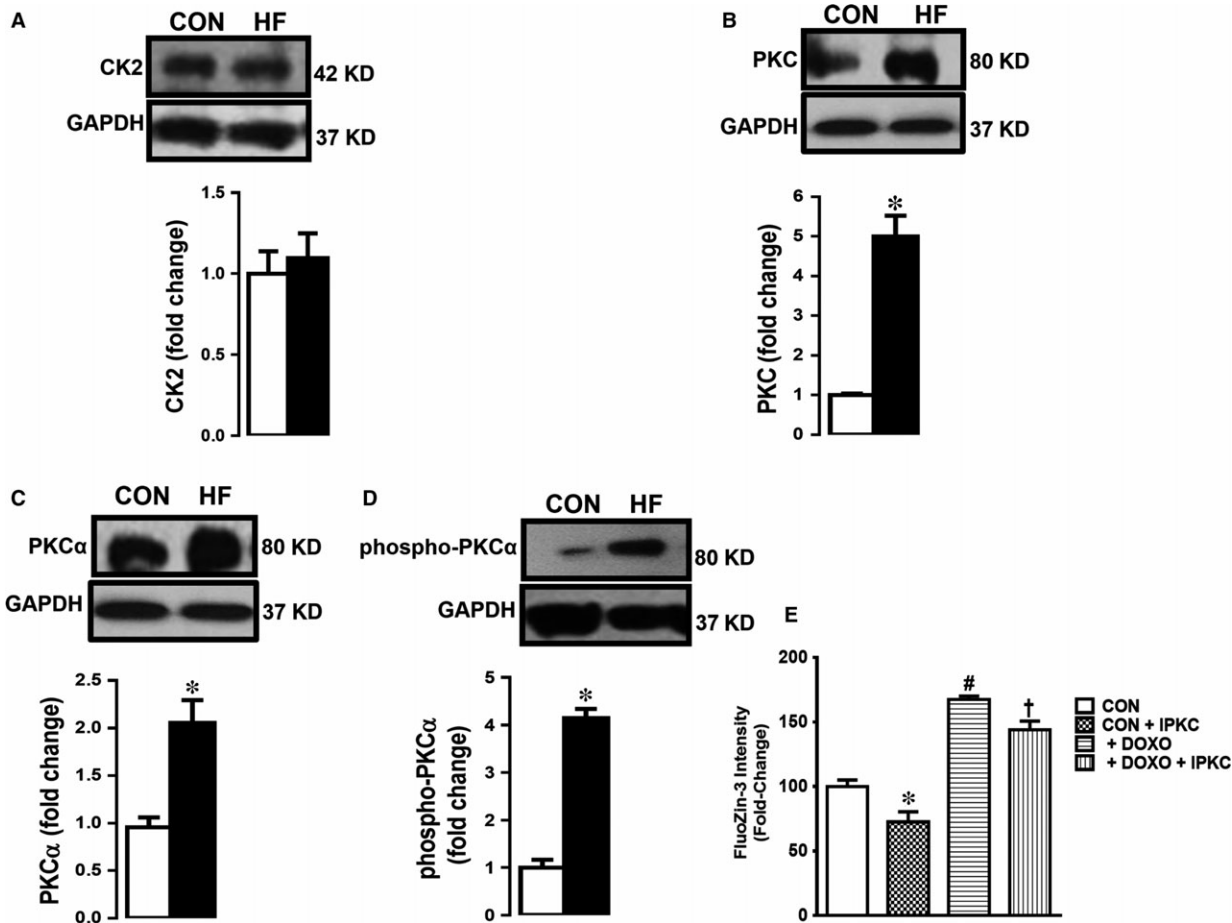 A
CON HF
CK2
42 KD
GAPDH
37 KD
CK2 (fold change)
1.5
1.0
0.5
0.0
B
CON HF
PKC
80 KD
GAPDH
37 KD
PKC (fold change)
6
5
4
3
2
1
0
*
C
CON HF
PKCα
80 KD
GAPDH
37 KD
PKCα (fold change)
2.5
2.0
1.5
1.0
0.5
0.0
*
D
CON HF
phospho-PKCα
80 KD
GAPDH
37 KD
phospho-PKCα
(fold change)
5
4
3
2
1
0
*
E
FluoZin-3 Intensity
(Fold-Change)
200
150
100
50
0
*
#
†
CON
CON + IPKC
+ DOXO
+ DOXO + IPKC